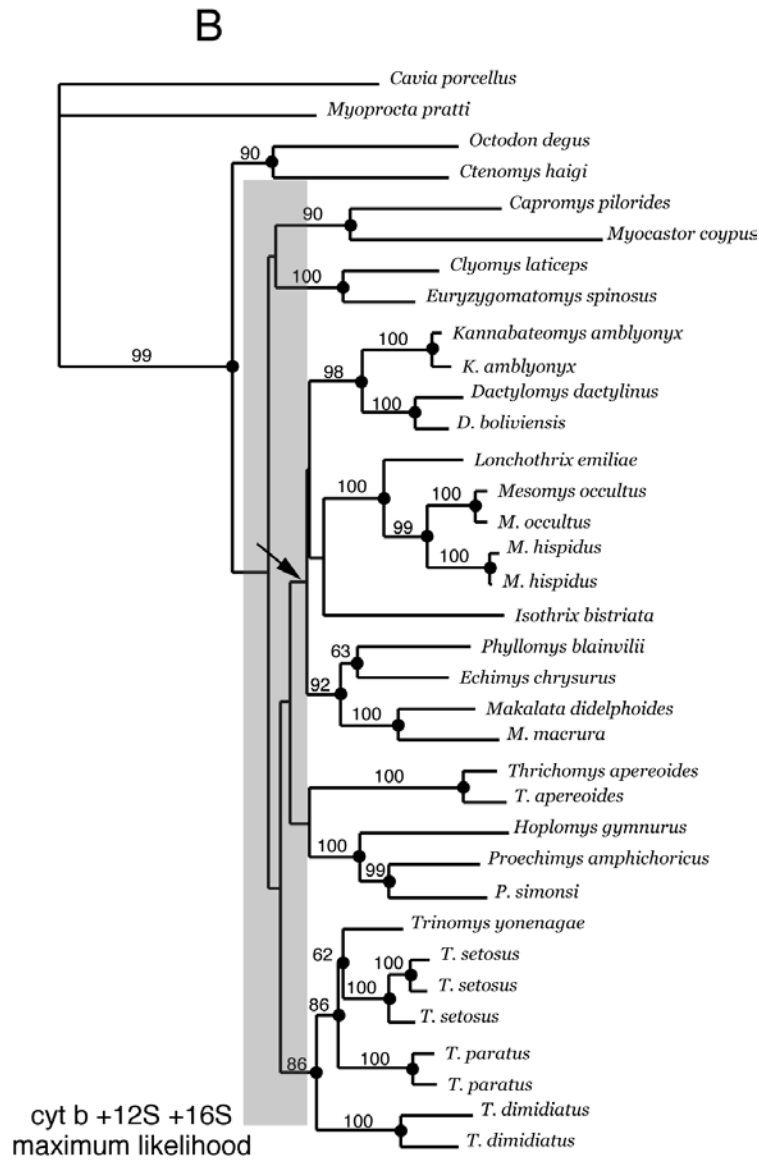 B
Cavia porcellus
Myoprocta pratti
Octodon degus
90
Ctenomys haigi
Capromys pilorides
90
Myocastor coypus
Clyomys laticeps
100
Euryzygomatomys spinosus
Kannabateomys amblyonyx
100
K. amblyonyx
99
98
Dactylomys dactylinus
100
D. boliviensis
Lonchothrix emiliae
100
Mesomys occultus
100
M. occultus
99
M. hispidus
100
M. hispidus
Isothrix bistriata
Phyllomys blainvilii
63
Echimys chrysurus
92
Makalata didelphoides
100
M. macrura
Thrichomys apereoides
100
T. apereoides
Hoplomys gymnurus
100
Proechimys amphichoricus
99
P. simonsi
Trinomys yonenagae
62
T. setosus
100
T. setosus
100
T. setosus
86
T. paratus
100
T. paratus
86
T. dimidiatus
100
T. dimidiatus
cyt b +12S +16S
maximum likelihood